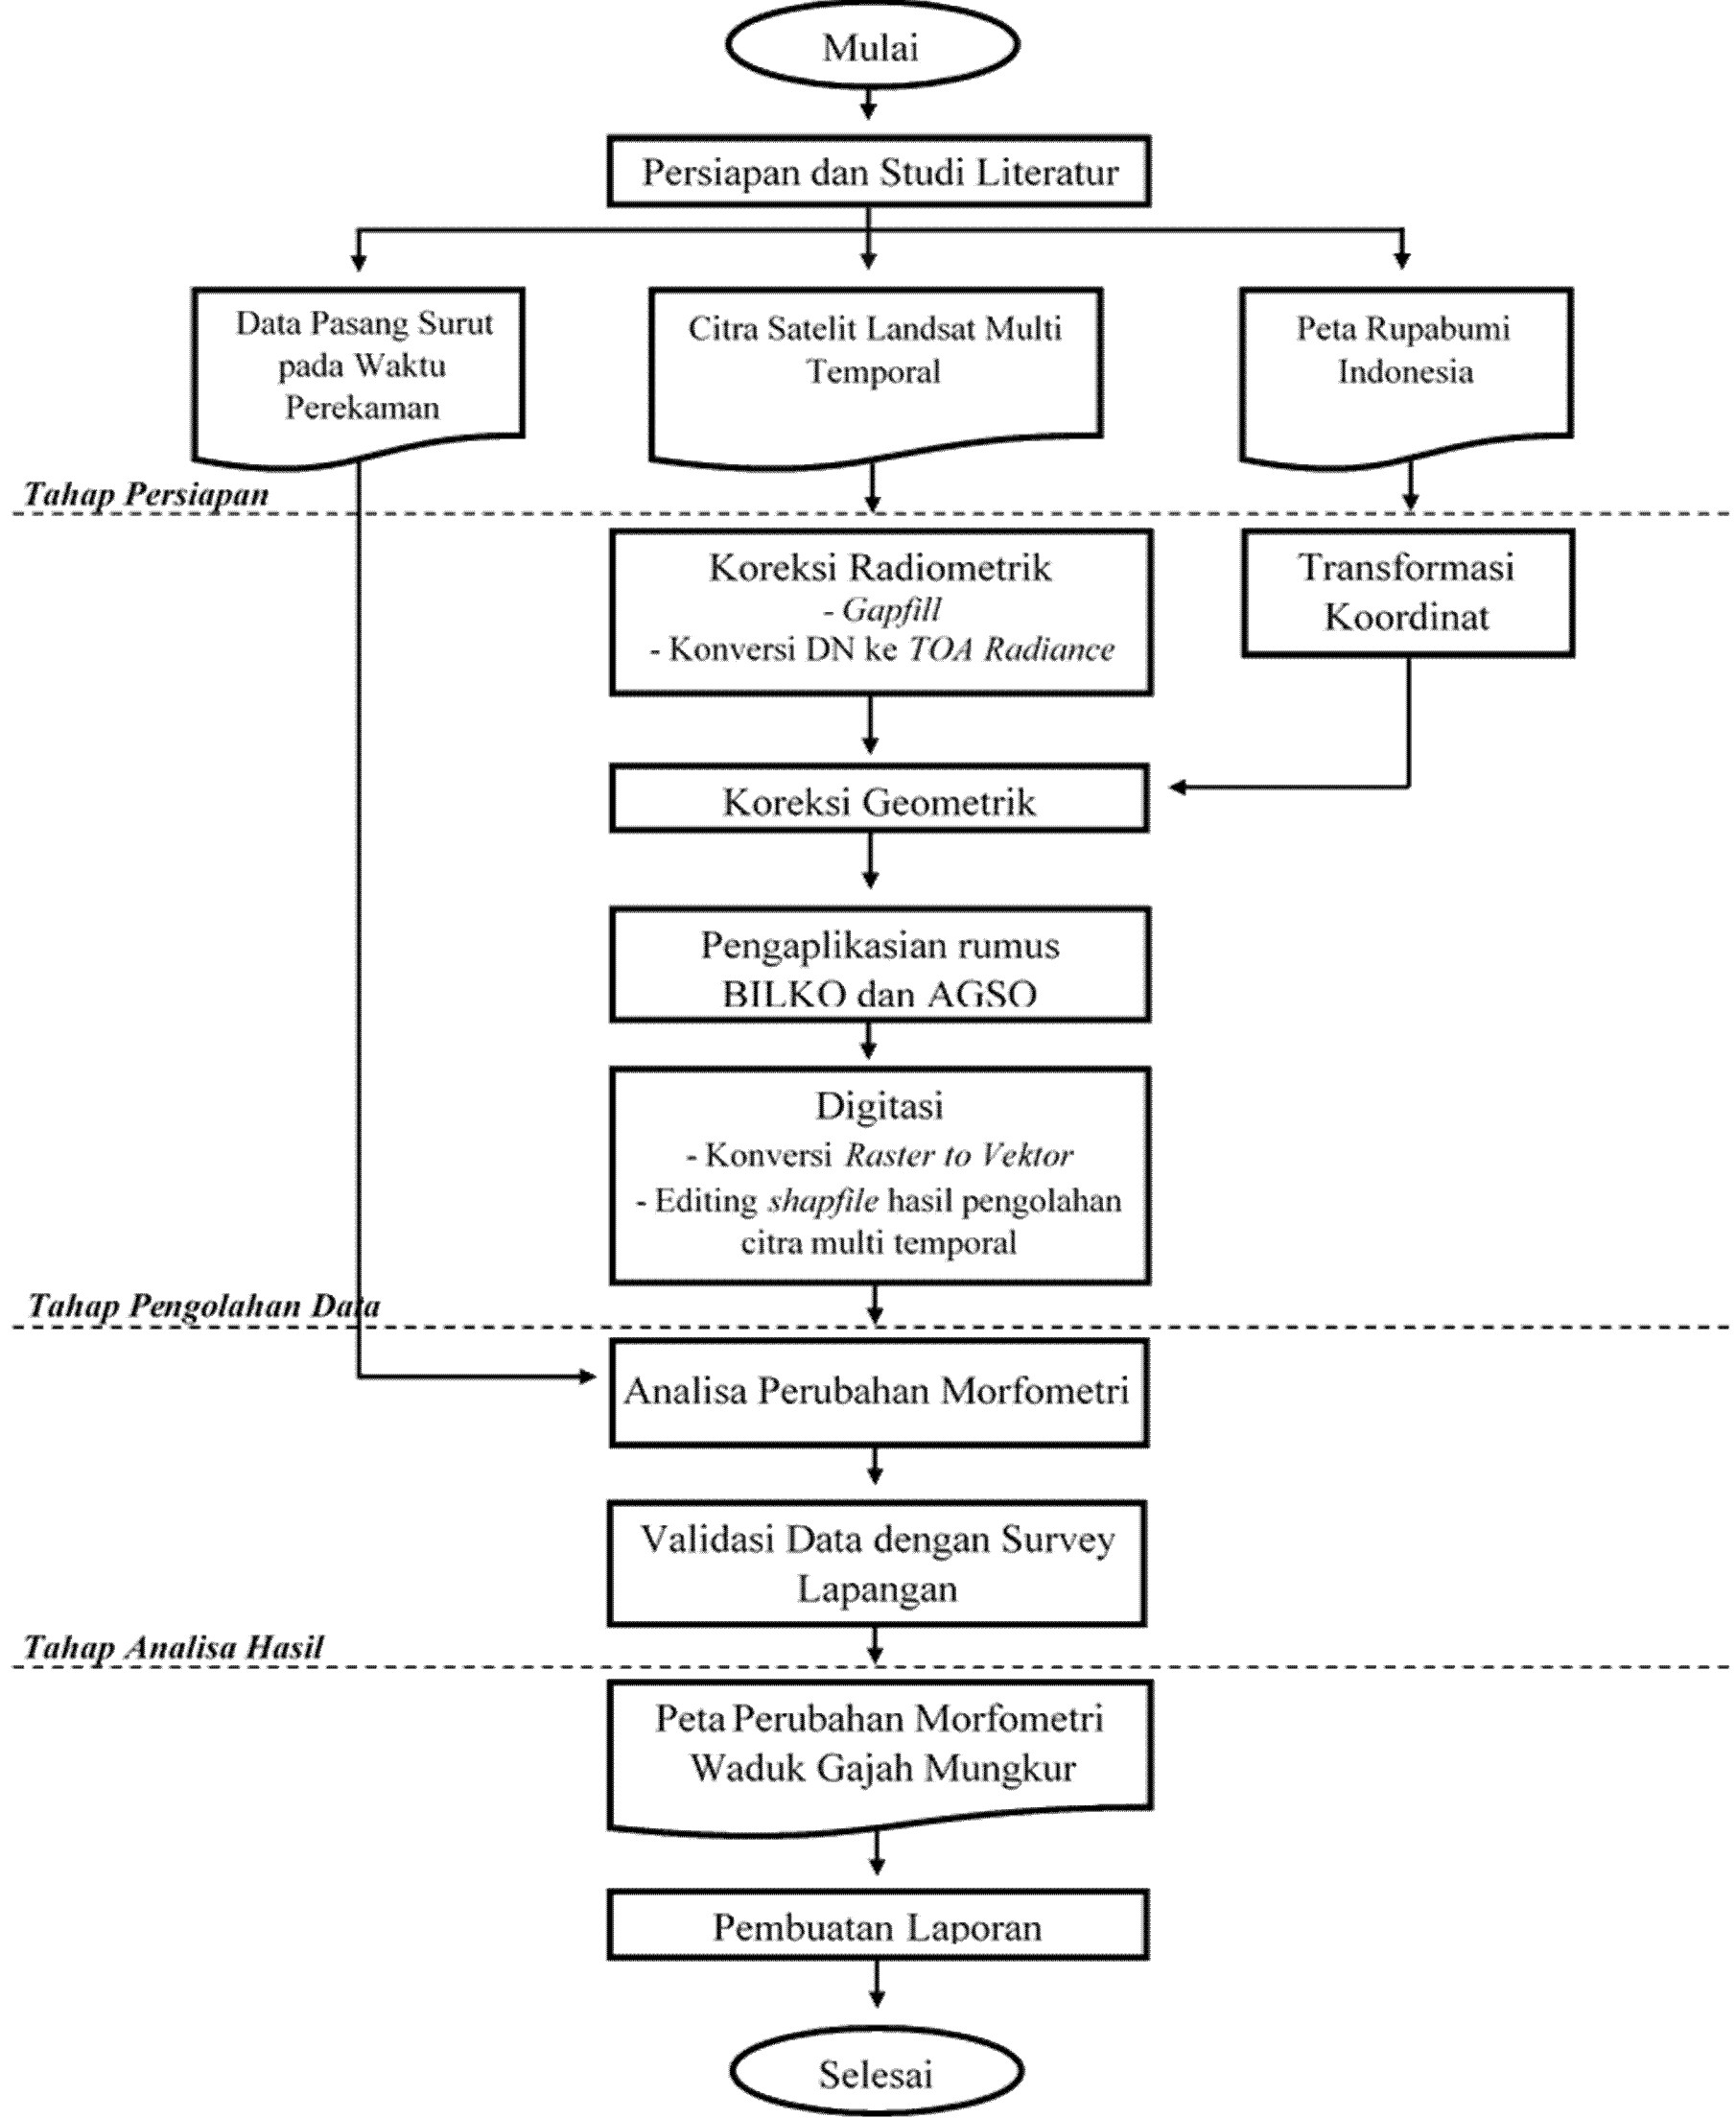 Mulai
Persiapan dan Studi Literatur
Data Pasang Surut
pada Waktu
Perekaman
Citra Satelit Landsat Multi
Temporal
Peta Rupabumi
Indonesia
Tahap Persiapan
Koreksi Radiometrik
- Gapfill
- Konversi DN ke TOA Radiance
Transformasi
Koordinat
Koreksi Geometrik
Pengaplikasian rumus
BILKO dan AGSO
Digitasi
- Konversi Raster to Vektor
- Editing shapfile hasil pengolahan
citra multi temporal
Tahap Pengolahan Data
Analisa Perubahan Morfometri
Validasi Data dengan Survey
Lapangan
Tahap Analisa Hasil
Peta Perubahan Morfometri
Waduk Gajah Mungkur
Pembuatan Laporan
Selesai